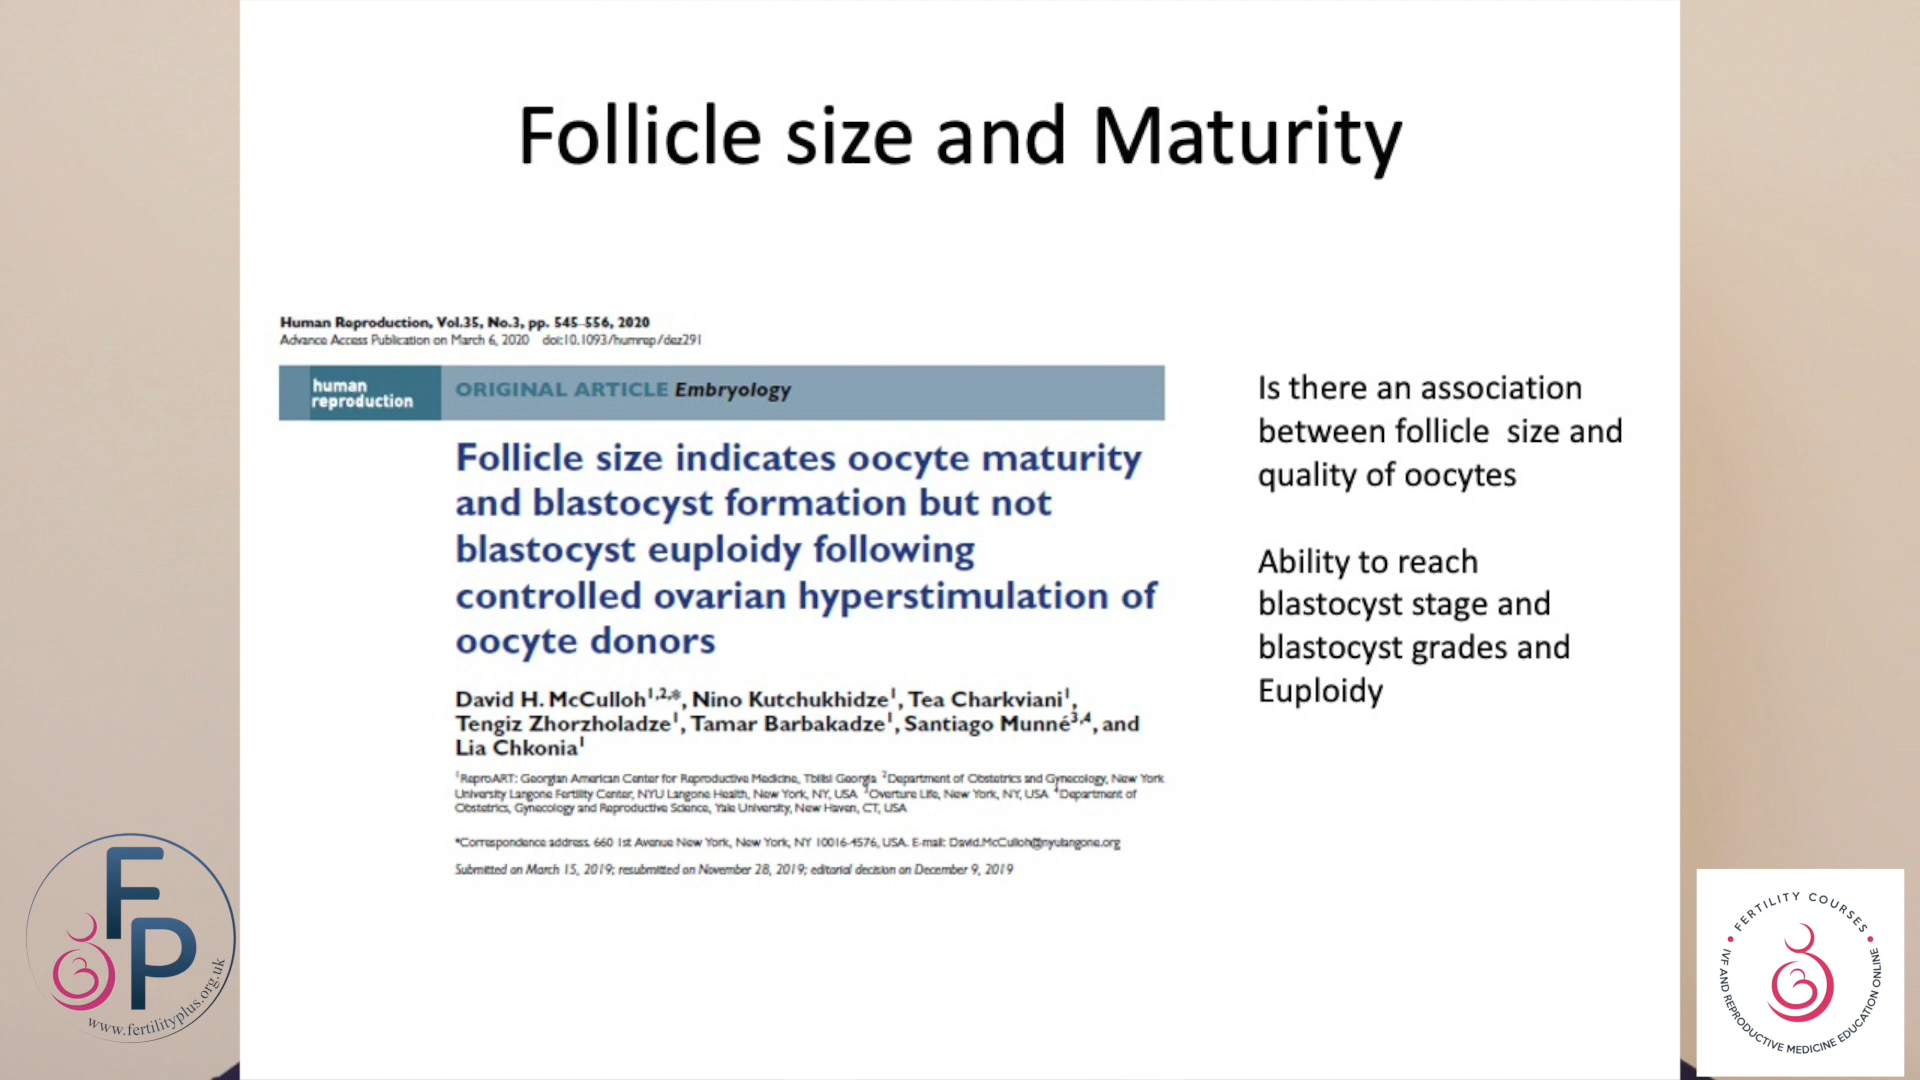 Follicle size and Maturity
Human Reproduction, Vol.35, No.3, pp. 545–556, 2020
Advance Access Publication on March 6, 2020 doi:10.1093/humrep/dez291
human
reproduction
ORIGINAL ARTICLE Embryology
Follicle size indicates oocyte maturity
and blastocyst formation but not
blastocyst euploidy following
controlled ovarian hyperstimulation of
oocyte donors
David H. McCulloh1,2,*, Nino Kutchukhidze1, Tea Charkviani1,
Tengiz Zhorzholadze1, Tamar Barbakadze1, Santiago Munné3,4, and
Lia Chkonia1
1ReproART: Georgian American Center for Reproductive Medicine, Tbilisi Georgia 2Department of Obstetrics and Gynecology, New York
University Langone Fertility Center, NYU Langone Health, New York, NY, USA 3Overture Life, New York, NY, USA 4Department of
Obstetrics, Gynecology and Reproductive Science, Yale University, New Haven, CT, USA
*Correspondence address. 660 1st Avenue New York, New York, NY 10016-4576, USA. E-mail: David.McCulloh@nyulangone.org
Submitted on March 15, 2019; resubmitted on November 28, 2019; editorial decision on December 9, 2019
Is there an association
between follicle size and
quality of oocytes
Ability to reach
blastocyst stage and
blastocyst grades and
Euploidy
FP
www.fertilityplus.org.uk
FERTILITY COURSES
IVF AND REPRODUCTIVE MEDICINE EDUCATION ONLINE